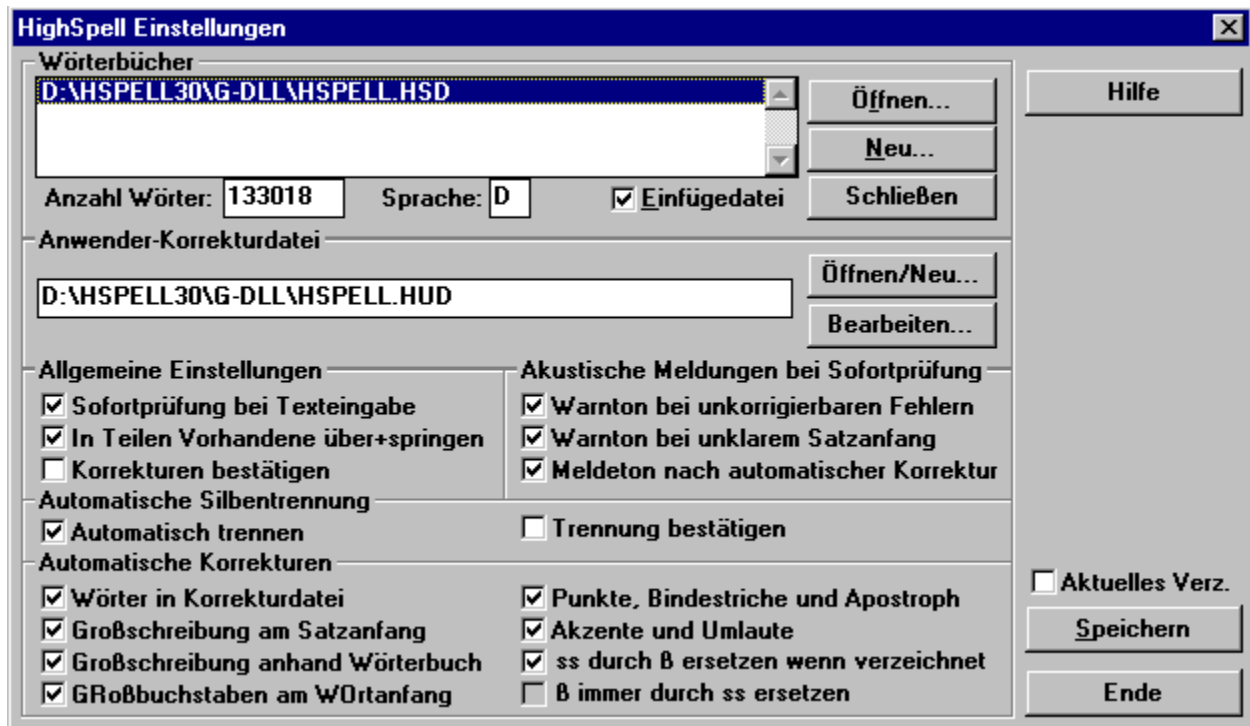 HighSpell Einstellungen
Wörterbücher
D:\HSPELL30\G-DLL\HSPELL.HSD
Öffnen...
Neu...
Schließen
Hilfe
Anzahl Wörter: 133018 Sprache: D Einfügedatei
Anwender-Korrekturdatei
D:\HSPELL30\G-DLL\HSPELL.HUD
Öffnen/Neu...
Bearbeiten...
Allgemeine Einstellungen
Sofortprüfung bei Texteingabe
In Teilen Vorhandene über+springen
Korrekturen bestätigen
Akustische Meldungen bei Sofortprüfung
Warnton bei unkorrigierbaren Fehlern
Warnton bei unklarem Satzanfang
Meldeton nach automatischer Korrektur
Automatische Silbentrennung
Automatisch trennen
Trennung bestätigen
Automatische Korrekturen
Wörter in Korrekturdatei
Großschreibung am Satzanfang
Großschreibung anhand Wörterbuch
GRoßbuchstaben am WOrtanfang
Punkte, Bindestriche und Apostroph
Akzente und Umlaute
ss durch ß ersetzen wenn verzeichnet
ß immer durch ss ersetzen
Aktuelles Verz.
Speichern
Ende